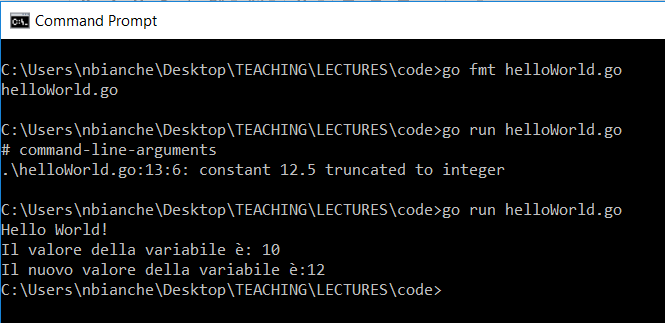 Command Prompt
C:\Users\nbianche\Desktop\TEACHING\LECTURES\code>go fmt helloWorld.go
helloWorld.go
C:\Users\nbianche\Desktop\TEACHING\LECTURES\code>go run helloWorld.go
# command-line-arguments
.\helloWorld.go:13:6: constant 12.5 truncated to integer
C:\Users\nbianche\Desktop\TEACHING\LECTURES\code>go run helloWorld.go
Hello World!
Il valore della variabile è: 10
Il nuovo valore della variabile è:12
C:\Users\nbianche\Desktop\TEACHING\LECTURES\code>